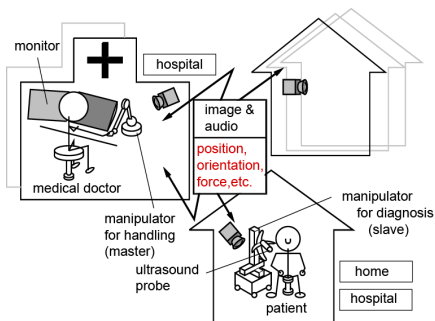 monitor
hospital
image &
audio
position,
orientation,
force,etc.
medical doctor
manipulator
for handling
(master)
ultrasound
probe
manipulator
for diagnosis
(slave)
patient
home
hospital